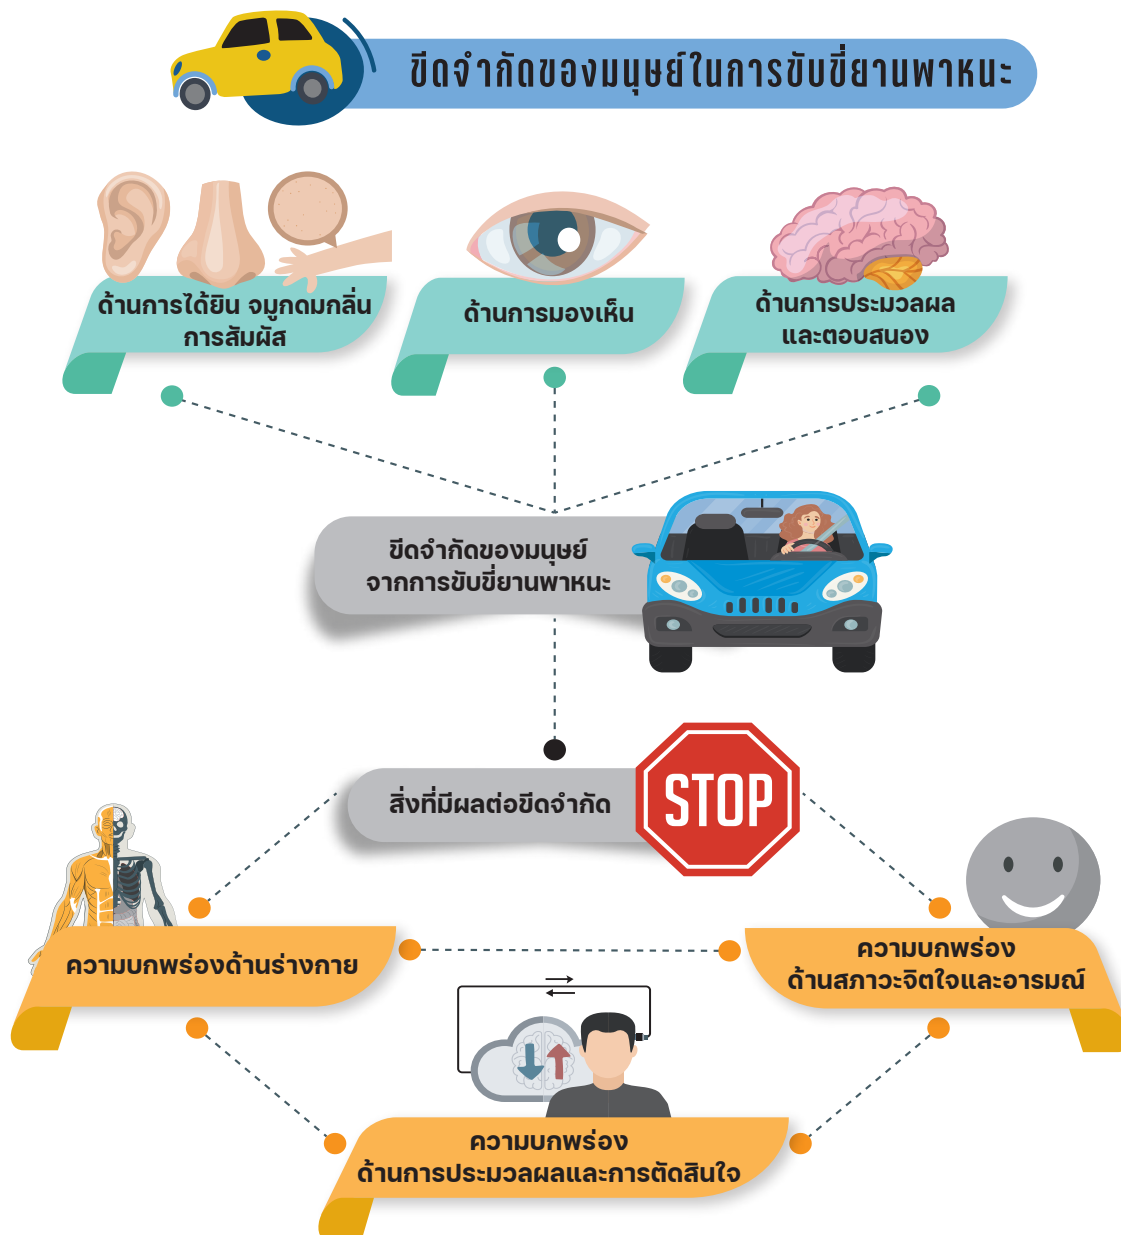 ขีดจำกัดของมนุษย์ในการขับขี่ยานพาหนะ
ด้านการได้ยิน จมูกดมกลิ่น
การสัมผัส
ด้านการมองเห็น
ด้านการประมวลผล
และตอบสนอง
ขีดจำกัดของมนุษย์
จากการขับขี่ยานพาหนะ
สิ่งที่มีผลต่อขีดจำกัด
STOP
ความบกพร่องด้านร่างกาย
ความบกพร่อง
ด้านสภาวะจิตใจและอารมณ์
ความบกพร่อง
ด้านการประมวลผลและการตัดสินใจ